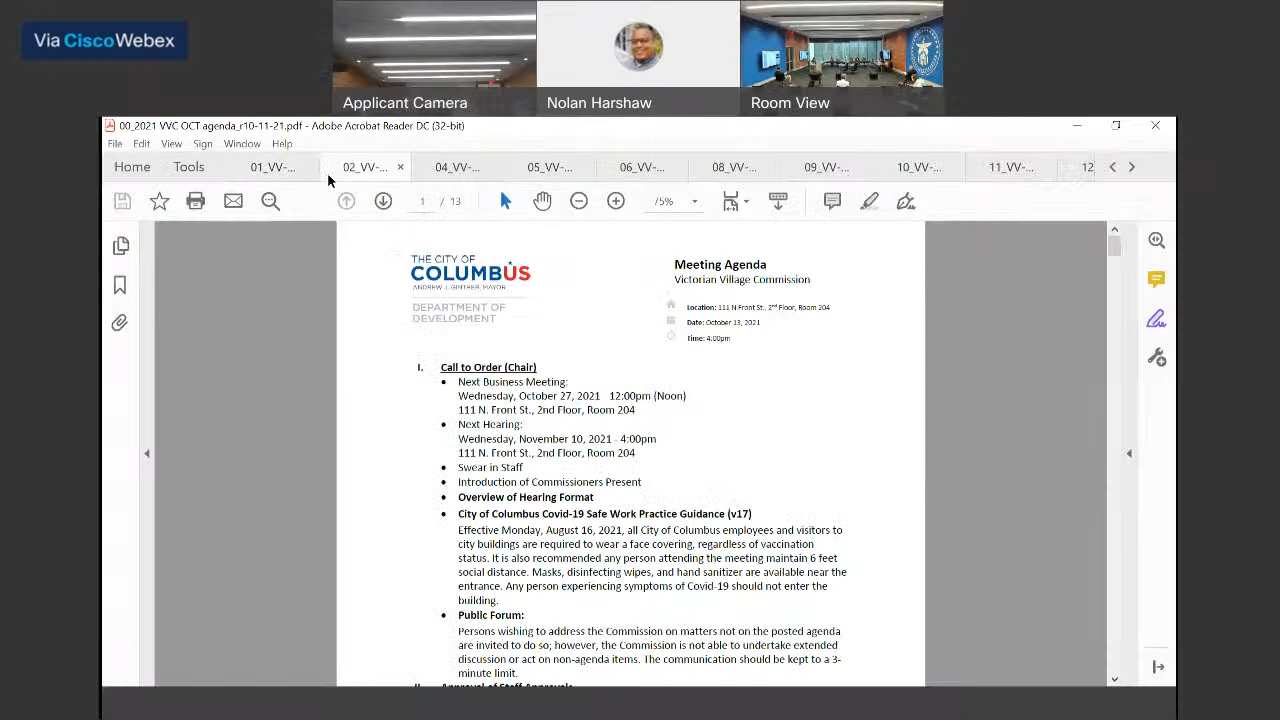 Via Cisco Webex
Applicant Camera
Nolan Harshaw
Room View
00_2021 VVC OCT agenda_r10-11-21.pdf - Adobe Acrobat Reader DC (32-bit)
File Edit View Sign Window Help
Home Tools 01_VV-... 02_VV-... 04_VV-... 05_VV-... 06_VV-... 08_VV-... 09_VV-... 10_VV-... 11_VV-... 12
1 / 13 75%
THE CITY OF
COLUMBUS
ANDREW J. GINTHER, MAYOR
DEPARTMENT OF
DEVELOPMENT
Meeting Agenda
Victorian Village Commission
Location: 111 N Front St., 2nd Floor, Room 204
Date: October 13, 2021
Time: 4:00pm
I. Call to Order (Chair)
• Next Business Meeting:
Wednesday, October 27, 2021 12:00pm (Noon)
111 N. Front St., 2nd Floor, Room 204
• Next Hearing:
Wednesday, November 10, 2021 - 4:00pm
111 N. Front St., 2nd Floor, Room 204
• Swear in Staff
• Introduction of Commissioners Present
• Overview of Hearing Format
• City of Columbus Covid-19 Safe Work Practice Guidance (v17)
Effective Monday, August 16, 2021, all City of Columbus employees and visitors to
city buildings are required to wear a face covering, regardless of vaccination
status. It is also recommended any person attending the meeting maintain 6 feet
social distance. Masks, disinfecting wipes, and hand sanitizer are available near the
entrance. Any person experiencing symptoms of Covid-19 should not enter the
building.
• Public Forum:
Persons wishing to address the Commission on matters not on the posted agenda
are invited to do so; however, the Commission is not able to undertake extended
discussion or act on non-agenda items. The communication should be kept to a 3-
minute limit.
II. Approval of Staff Approvals